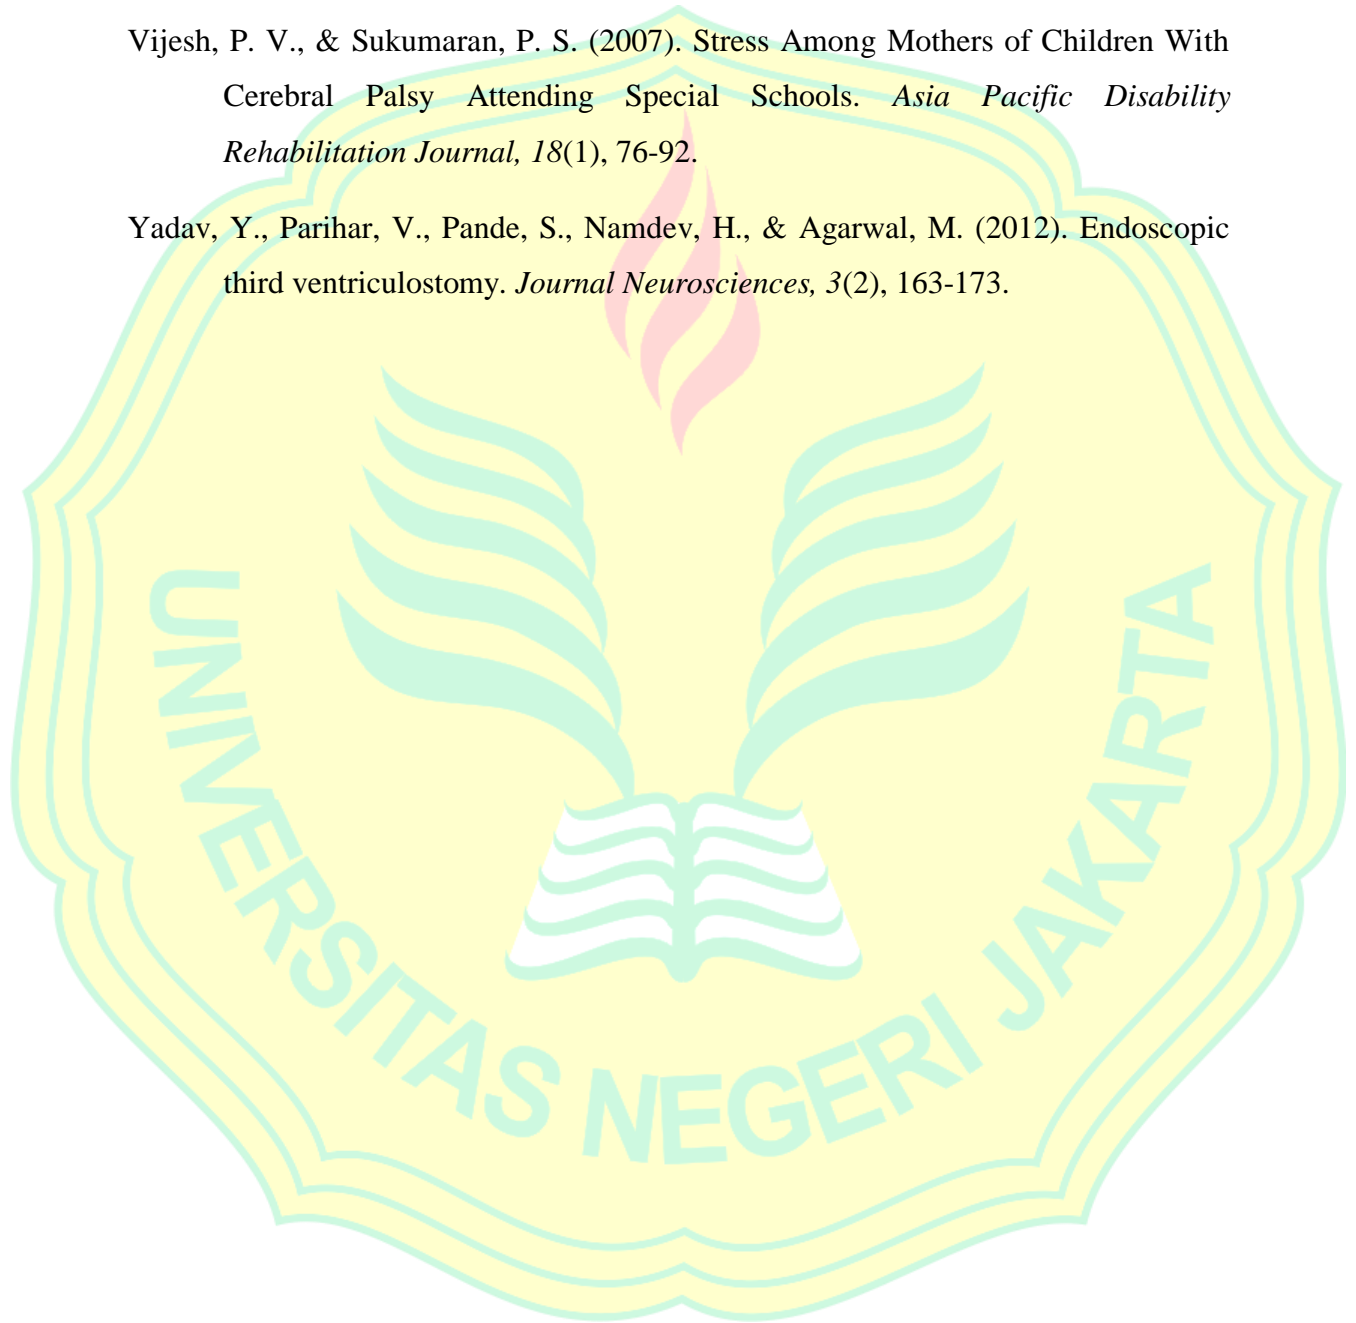 Vijesh, P. V., & Sukumaran, P. S. (2007). Stress Among Mothers of Children With
Cerebral Palsy Attending Special Schools. Asia Pacific Disability
Rehabilitation Journal, 18(1), 76-92.
Yadav, Y., Parihar, V., Pande, S., Namdev, H., & Agarwal, M. (2012). Endoscopic
third ventriculostomy. Journal Neurosciences, 3(2), 163-173.
UNIVERSITAS NEGERI JAKARTA